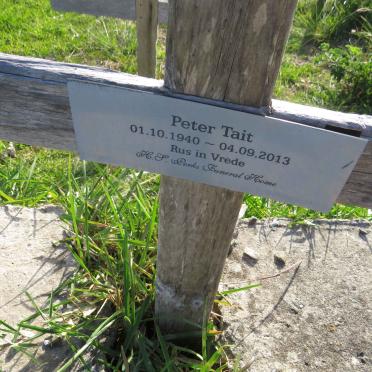 Peter Tait
01.10.1940 – 04.09.2013
Rus in Vrede
Funeral Home